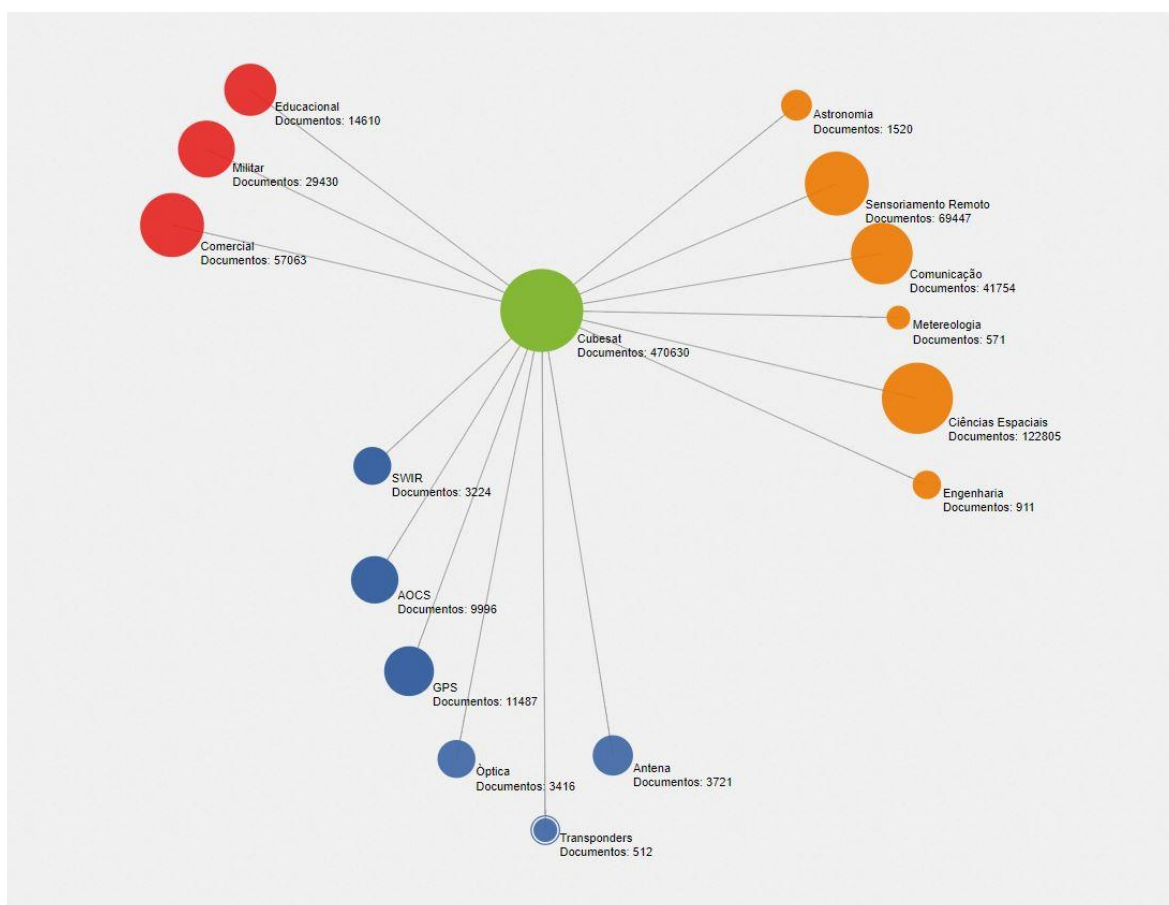 Educacional
Documentos: 14610
Militar
Documentos: 29430
Comercial
Documentos: 57063
Astronomia
Documentos: 1520
Sensoriamento Remoto
Documentos: 69447
Comunicação
Documentos: 41754
Metereologia
Documentos: 571
Cubesat
Documentos: 470630
Ciências Espaciais
Documentos: 122805
Engenharia
Documentos: 911
SWIR
Documentos: 3224
AOCS
Documentos: 9996
GPS
Documentos: 11487
Òptica
Documentos: 3416
Antena
Documentos: 3721
Transponders
Documentos: 512